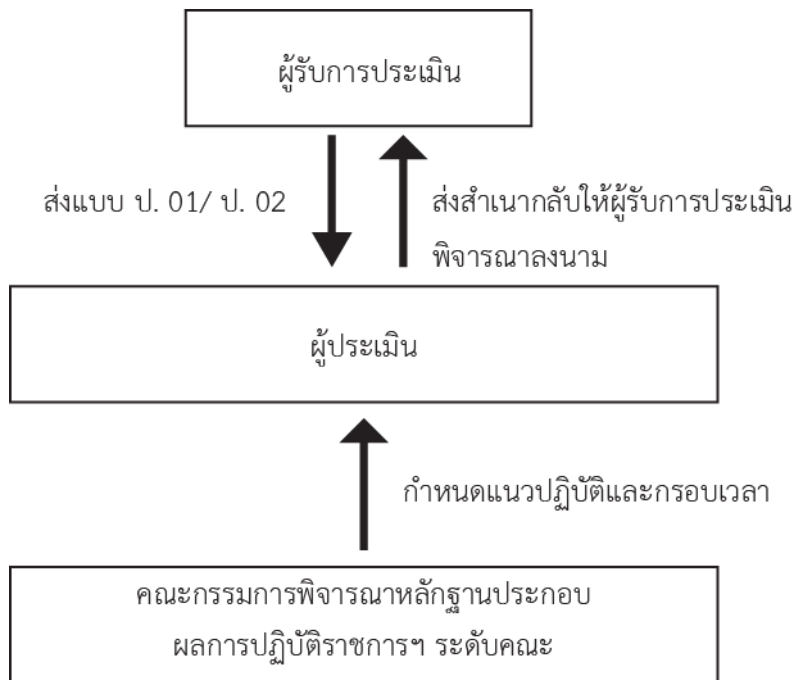 ผู้รับการประเมิน
ส่งแบบ ป. 01/ ป. 02
ส่งสำเนากลับให้ผู้รับการประเมิน
พิจารณาลงนาม
ผู้ประเมิน
กำหนดแนวปฏิบัติและกรอบเวลา
คณะกรรมการพิจารณาหลักฐานประกอบ
ผลการปฏิบัติราชการฯ ระดับคณะ